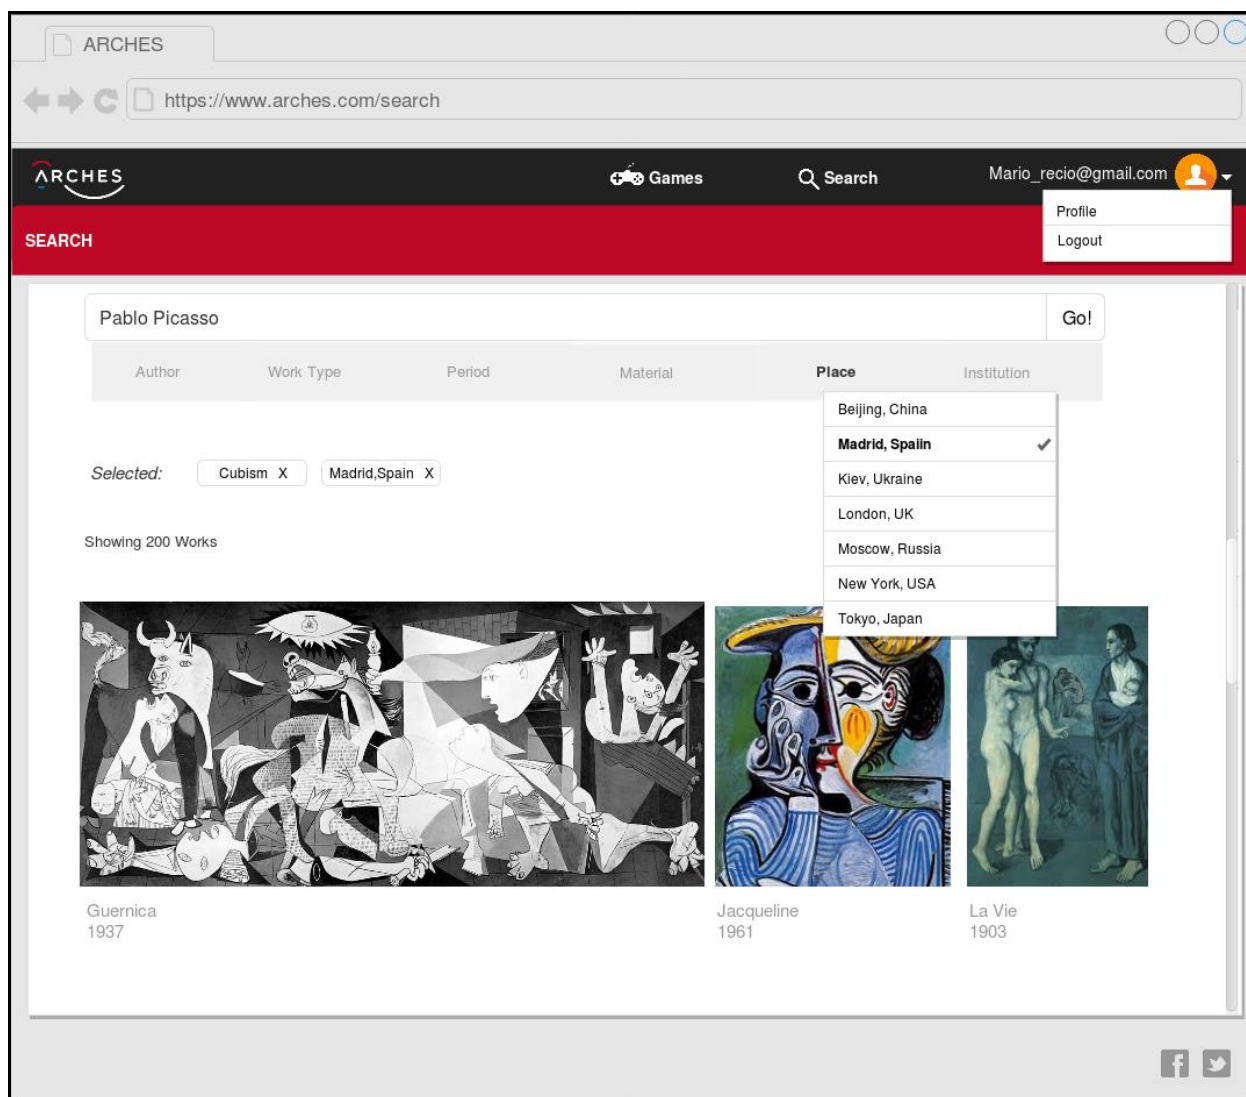 ARCHES
https://www.arches.com/search
ARCHES
Games
Search
Mario_recio@gmail.com
Profile
Logout
SEARCH
Pablo Picasso
Go!
Author Work Type Period Material Place Institution
Beijing, China
Madrid, Spaiin
Kiev, Ukraine
London, UK
Moscow, Russia
New York, USA
Tokyo, Japan
Selected: Cubism X Madrid,Spain X
Showing 200 Works
Guernica
1937
Jacqueline
1961
La Vie
1903